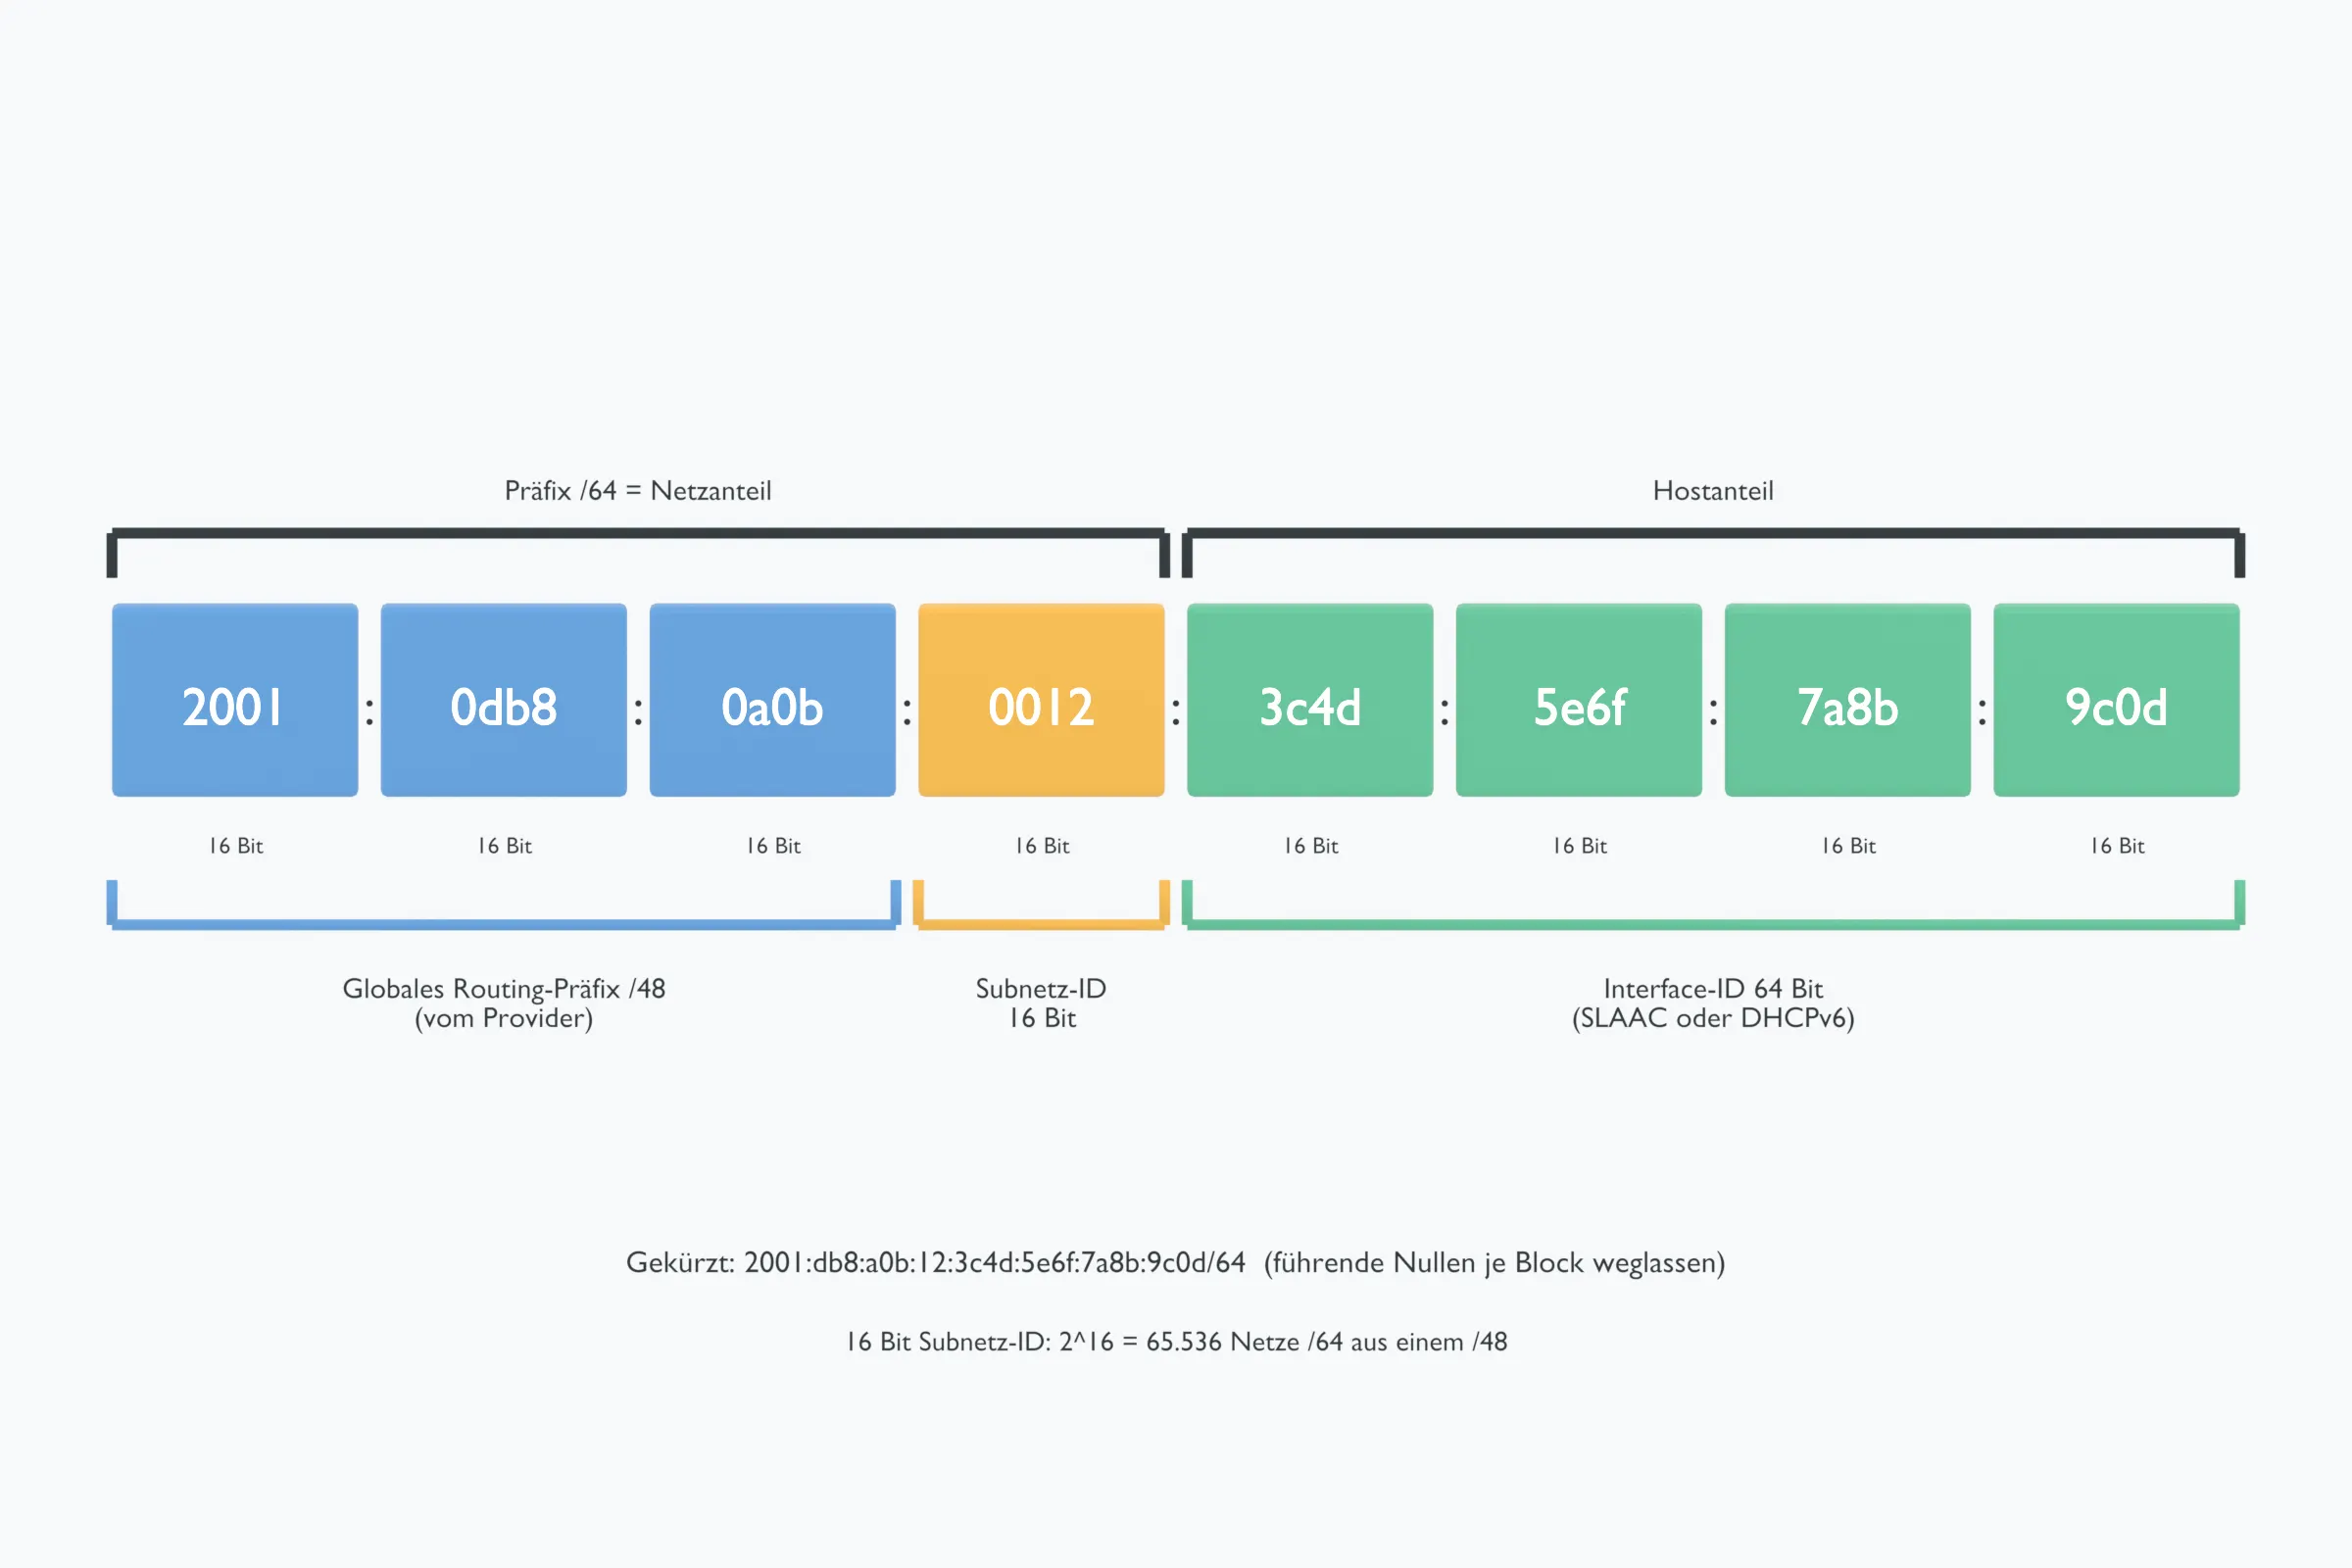 Präfix /64 = Netzanteil
Hostanteil
2001 : 0db8 : 0a0b : 0012 : 3c4d : 5e6f : 7a8b : 9c0d
16 Bit 16 Bit 16 Bit 16 Bit 16 Bit 16 Bit 16 Bit 16 Bit
Globales Routing-Präfix /48
(vom Provider)
Subnetz-ID
16 Bit
Interface-ID 64 Bit
(SLAAC oder DHCPv6)
Gekürzt: 2001:db8:a0b:12:3c4d:5e6f:7a8b:9c0d/64 (führende Nullen je Block weglassen)
16 Bit Subnetz-ID: 2^16 = 65.536 Netze /64 aus einem /48